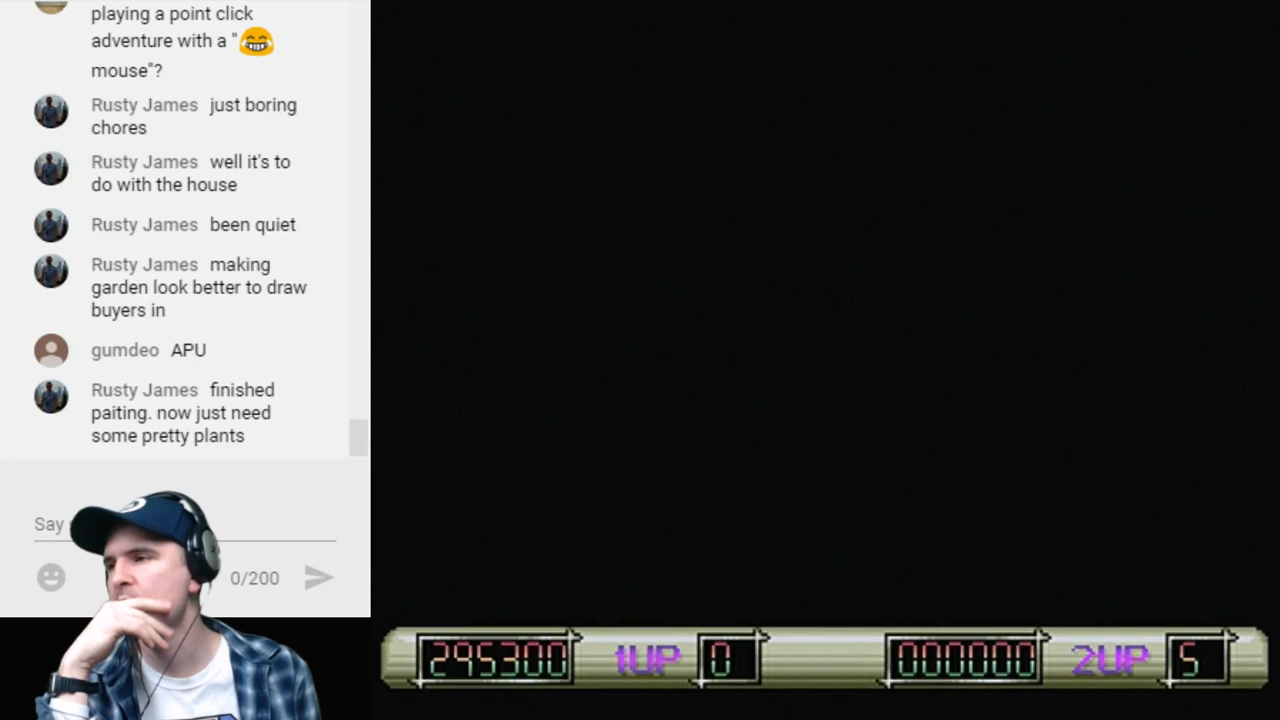 playing a point click
adventure with a "😂
mouse"?
Rusty James just boring
chores
Rusty James well it's to
do with the house
Rusty James been quiet
Rusty James making
garden look better to draw
buyers in
gumdeo APU
Rusty James finished
paiting. now just need
some pretty plants
Say
0/200
295300 1UP 0 000000 2UP 5